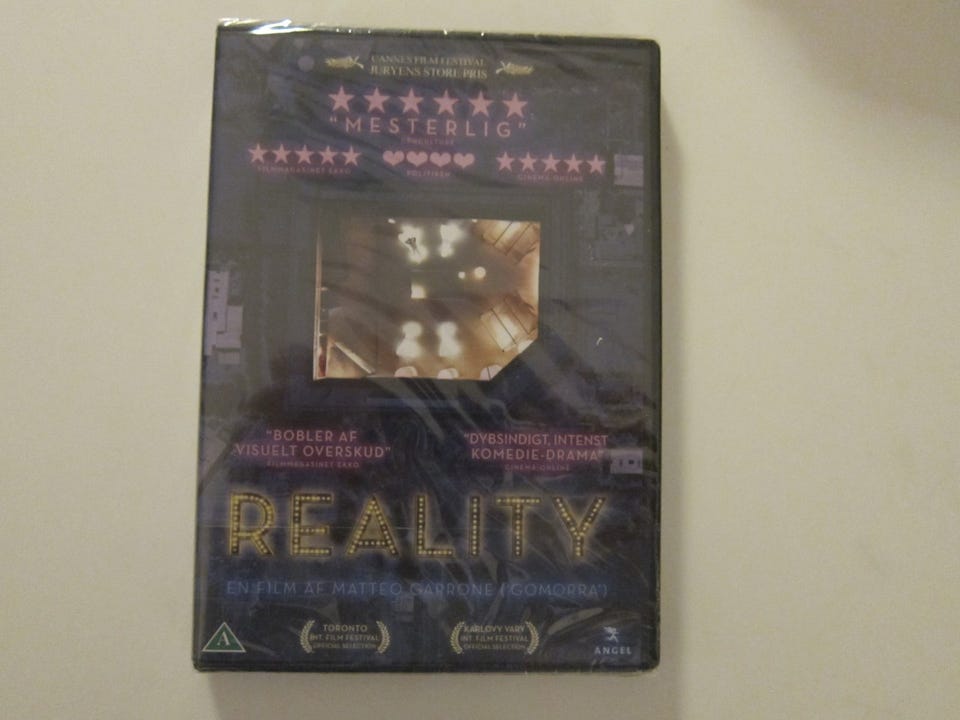 CANNES FILM FESTIVAL
JURYENS STORE PRIS
"MESTERLIG"
FILMMAGASINET EKKO
POLITIKEN
CINEMA-ONLINE
"BOBLER AF
VISUELT OVERSKUD"
FILMMAGASINET EKKO
"DYBSINDIGT, INTENST
KOMEDIE-DRAMA"
CINEMA-ONLINE
REALITY
EN FILM AF MATTEO GARRONE ('GOMORRA')
A
TORONTO
INT. FILM FESTIVAL
OFFICIAL SELECTION
KARLOVY VARY
INT. FILM FESTIVAL
OFFICIAL SELECTION
ANGEL